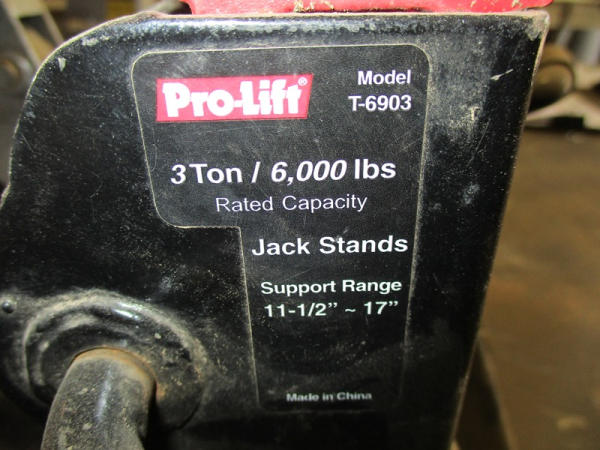 Pro-Lift®
Model
T-6903
3 Ton / 6,000 lbs
Rated Capacity
Jack Stands
Support Range
11-1/2” ~ 17”
Made in China